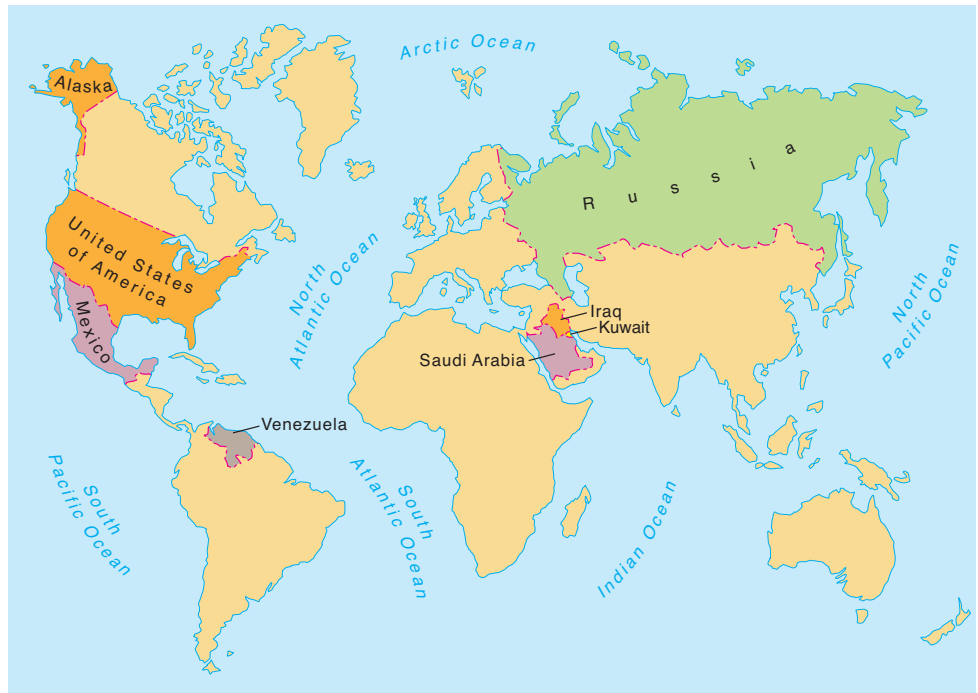 Arctic Ocean
Alaska
Russia
United States
of America
North
Atlantic Ocean
North
Pacific Ocean
Mexico
Iraq
Kuwait
Saudi Arabia
Venezuela
South
Pacific Ocean
South
Atlantic Ocean
Indian Ocean